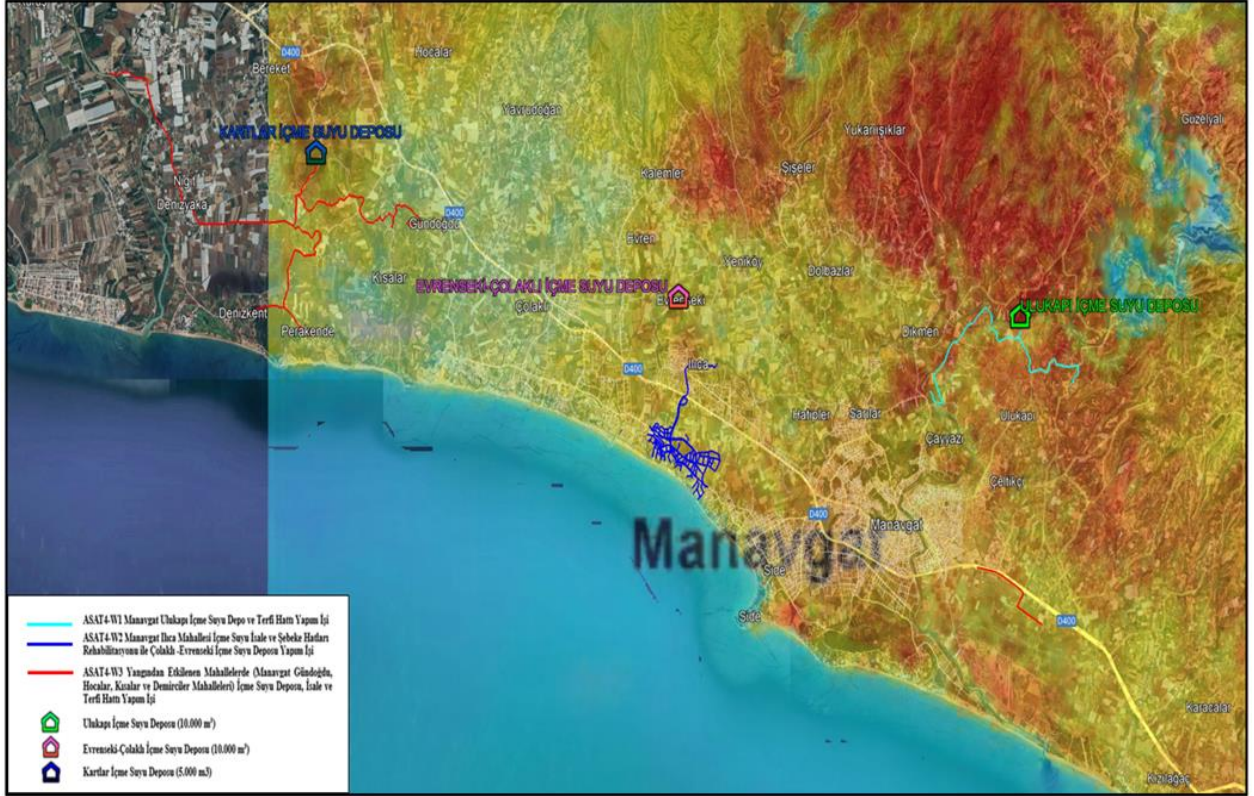 D400
Hocalar
Bereket
Yavrudoğan
Güzelyalı
KARTLAR İÇME SUYU DEPOSU
Yukarıışıklar
Şişeler
Kalemler
Niğit
Denizyaka
D400
Gündoğdu
Evren
Yeniköy
Dolbazlar
Kısalar
EVRENSEKİ-ÇOLAKLI İÇME SUYU DEPOSU
Evrenseki
Çolaklı
ULUKAPI İÇME SUYU DEPOSU
Denizkent
Perakende
Dikmen
D400
Ilıca
Hatipler
Sarılar
Ulukapı
Çayyazı
Çeltikçi
D400
Manavgat
Manavgat
Side
Side
D400
Karacalar
Kızılağaç
ASAT4-W1 Manavgat Ulukapı İçme Suyu Depo ve Terfi Hattı Yapım İşi
ASAT4-W2 Manavgat Ilıca Mahallesi İçme Suyu İsale ve Şebeke Hatları
Rehabilitasyonu ile Çolaklı -Evrenseki İçme Suyu Deposu Yapım İşi
ASAT4-W3 Yangından Etkilenen Mahallelerde (Manavgat Gündoğdu,
Hocalar, Kısalar ve Demirciler Mahalleleri) İçme Suyu Deposu, İsale ve
Terfi Hattı Yapım İşi
Ulukapı İçme Suyu Deposu (10.000 m³)
Evrenseki-Çolaklı İçme Suyu Deposu (10.000 m³)
Kartlar İçme Suyu Deposu (5.000 m3)